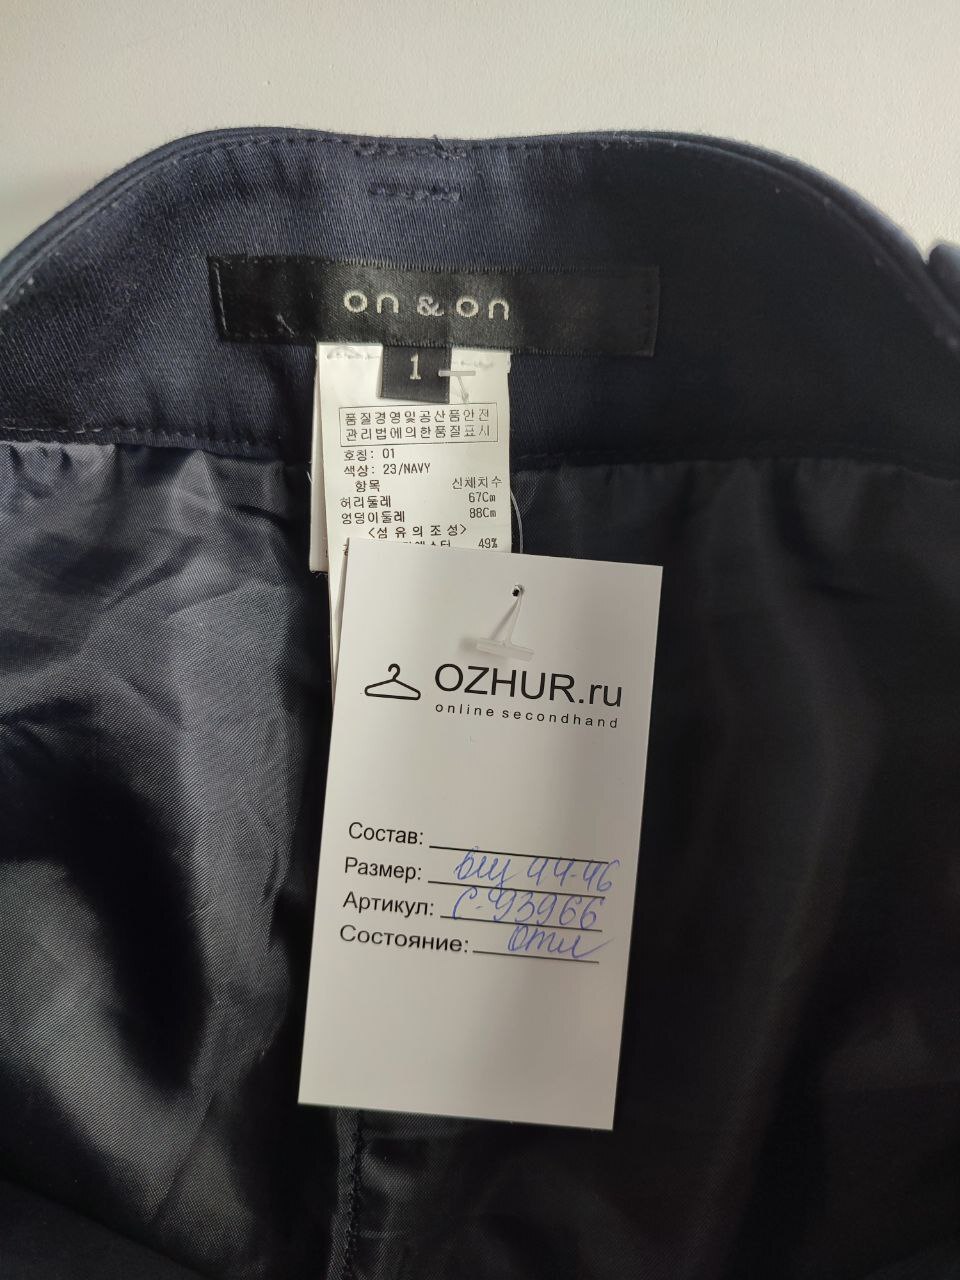 on & on
1
품질경영및공산품안전
관리법에의한품질표시
호칭: 01
색상: 23/NAVY
항목 신체치수
허리둘레 67Cm
엉덩이둘레 98Cm
<섬유의조성>
49%
OZHUR.ru
online secondhand
Состав:
Размер: 44-46
Артикул: С-93966
Состояние: отл